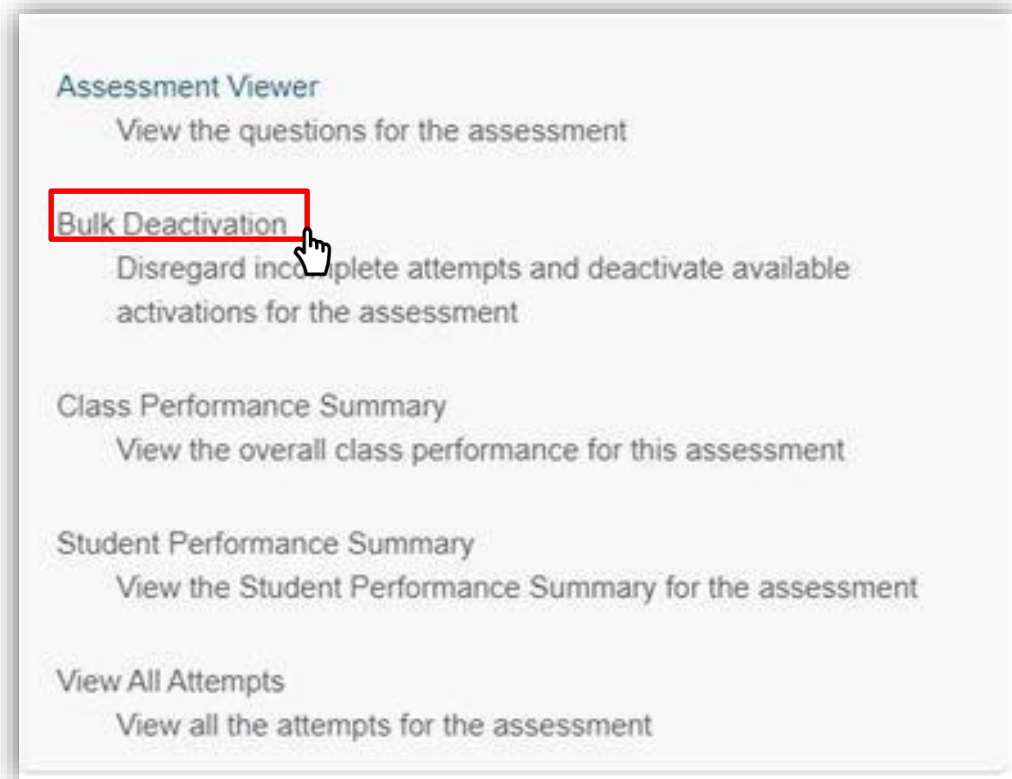 Assessment Viewer
View the questions for the assessment
Bulk Deactivation
Disregard incomplete attempts and deactivate available
activations for the assessment
Class Performance Summary
View the overall class performance for this assessment
Student Performance Summary
View the Student Performance Summary for the assessment
View All Attempts
View all the attempts for the assessment